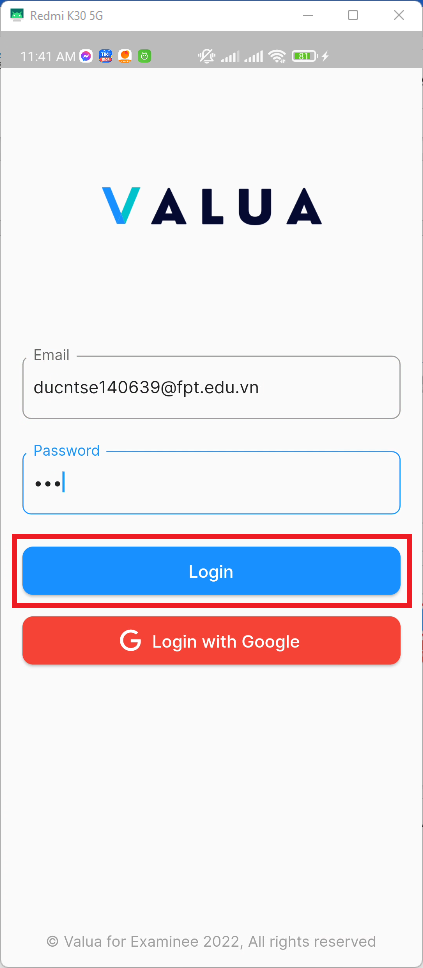 Redmi K30 5G
11:41 AM
81
VALUA
Email
ducntse140639@fpt.edu.vn
Password
Login
G Login with Google
© Valua for Examinee 2022, All rights reserved